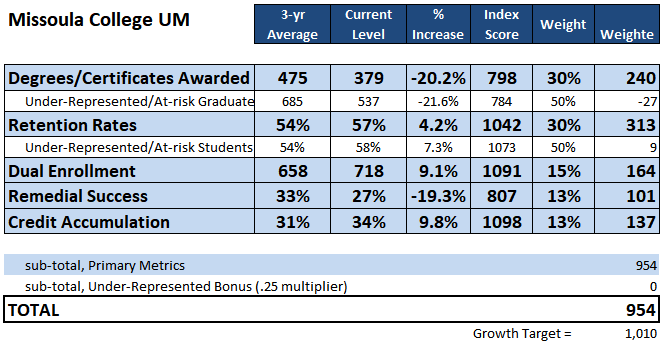 Missoula College UM 3-yr Average Current Level % Increase Index Score Weight Weighte
Degrees/Certificates Awarded 475 379 -20.2% 798 30% 240
Under-Represented/At-risk Graduate 685 537 -21.6% 784 50% -27
Retention Rates 54% 57% 4.2% 1042 30% 313
Under-Represented/At-risk Students 54% 58% 7.3% 1073 50% 9
Dual Enrollment 658 718 9.1% 1091 15% 164
Remedial Success 33% 27% -19.3% 807 13% 101
Credit Accumulation 31% 34% 9.8% 1098 13% 137
sub-total, Primary Metrics 954
sub-total, Under-Represented Bonus (.25 multiplier) 0
TOTAL 954
Growth Target = 1,010